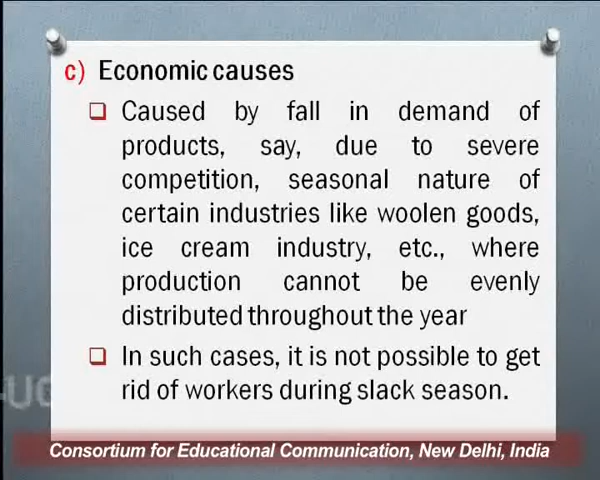 c) Economic causes
Caused by fall in demand of
products, say, due to severe
competition, seasonal nature of
certain industries like woolen goods,
ice cream industry, etc., where
production cannot be evenly
distributed throughout the year
In such cases, it is not possible to get
rid of workers during slack season.
-UG
Consortium for Educational Communication, New Delhi, India